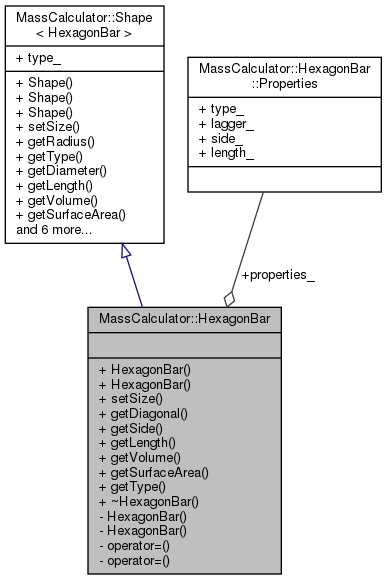 MassCalculator::Shape
< HexagonBar >
+ type_
+ Shape()
+ Shape()
+ Shape()
+ setSize()
+ getRadius()
+ getType()
+ getDiameter()
+ getLength()
+ getVolume()
+ getSurfaceArea()
and 6 more...
MassCalculator::HexagonBar
::Properties
+ type_
+ lagger_
+ side_
+ length_
+properties_
MassCalculator::HexagonBar
+ HexagonBar()
+ HexagonBar()
+ setSize()
+ getDiagonal()
+ getSide()
+ getLength()
+ getVolume()
+ getSurfaceArea()
+ getType()
+ ~HexagonBar()
- HexagonBar()
- HexagonBar()
- operator=()
- operator=()